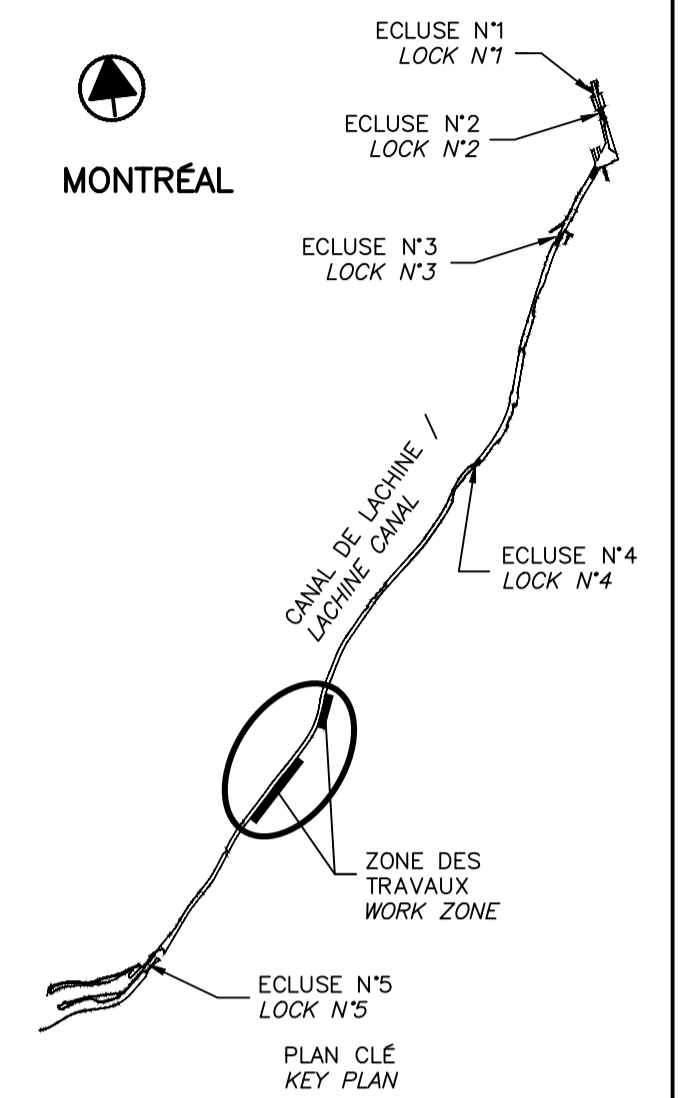 ECLUSE N°1
LOCK N°1
ECLUSE N°2
LOCK N°2
MONTRÉAL
ECLUSE N°3
LOCK N°3
CANAL DE LACHINE /
LACHINE CANAL
ECLUSE N°4
LOCK N°4
ZONE DES
TRAVAUX
WORK ZONE
ECLUSE N°5
LOCK N°5
PLAN CLÉ
KEY PLAN